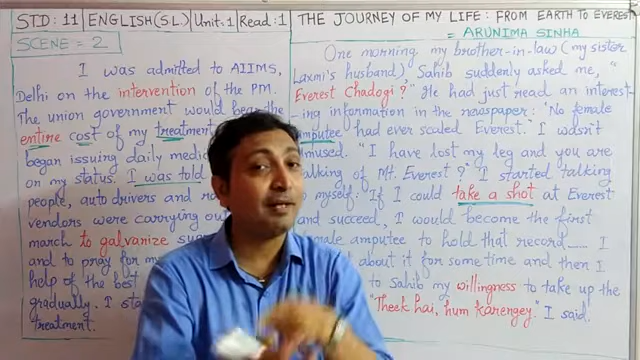 STD: 11 ENGLISH (S.L.) Unit: 1 Read: 1 THE JOURNEY OF MY LIFE: FROM EARTH TO EVEREST
= ARUNIMA SINHA
SCENE = 2
I was admitted to AIIMS,
Delhi on the intervention of the PM.
The union government would bear the
entire cost of my treatment
began issuing daily
on my status. I was told
people, auto drivers and
vendors were carrying
march to galvanize
and to pray for my
help of the best
gradually. I
treatment.
One morning my brother-in-law (my sister
Laxmi's husband), Sahib suddenly asked me, "
Everest Chadogi?" He had just read an interest-
-ing information in the newspaper: 'No female
amputee had ever scaled Everest.' I wasn't
amused. "I have lost my leg and you are
talking of Mt. Everest?" I started talking
myself. 'If I could take a shot at Everest
and succeed, I would become the first
amputee to hold that record...... I
about it for some time and then I
to Sahib my willingness to take up the
"Theek hai, hum karengey." I said.